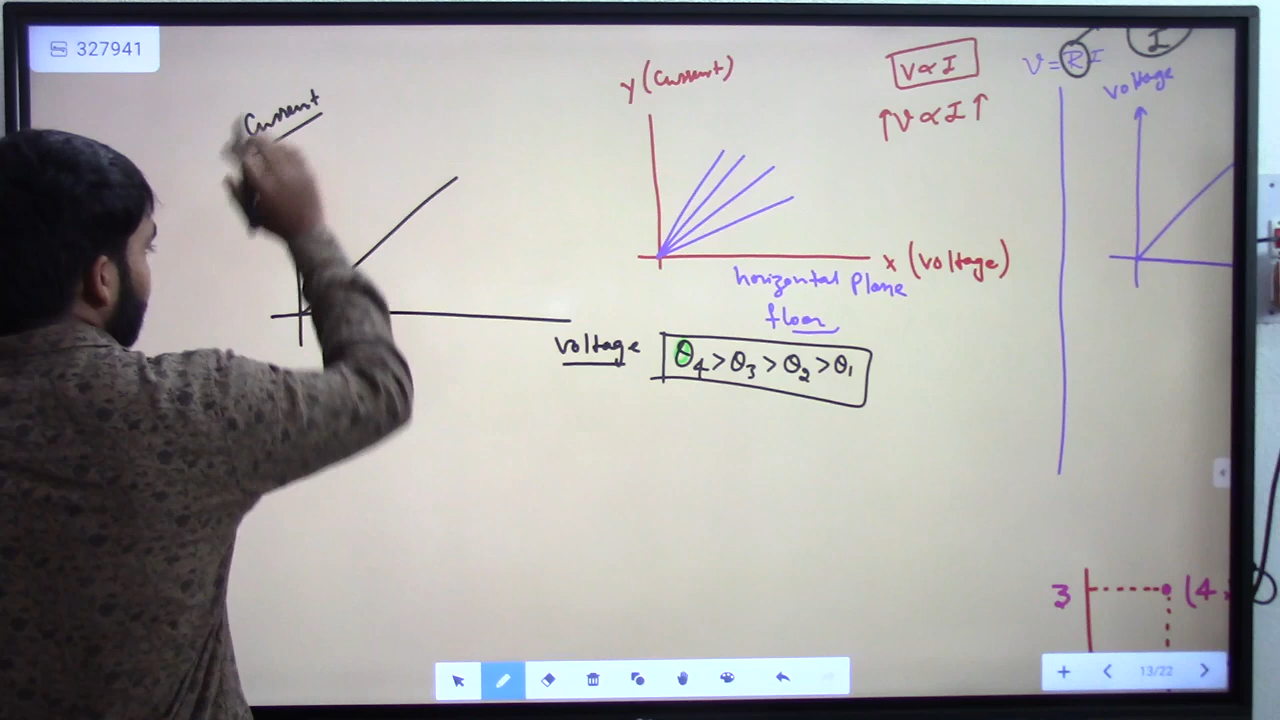 327941
Current
voltage
y (Current)
x (voltage)
horizontal Plane
floor
θ4 > θ3 > θ2 > θ1
V ∝ I
↑V ∝ I↑
V = RI
I
voltage
3
(4,
13/22